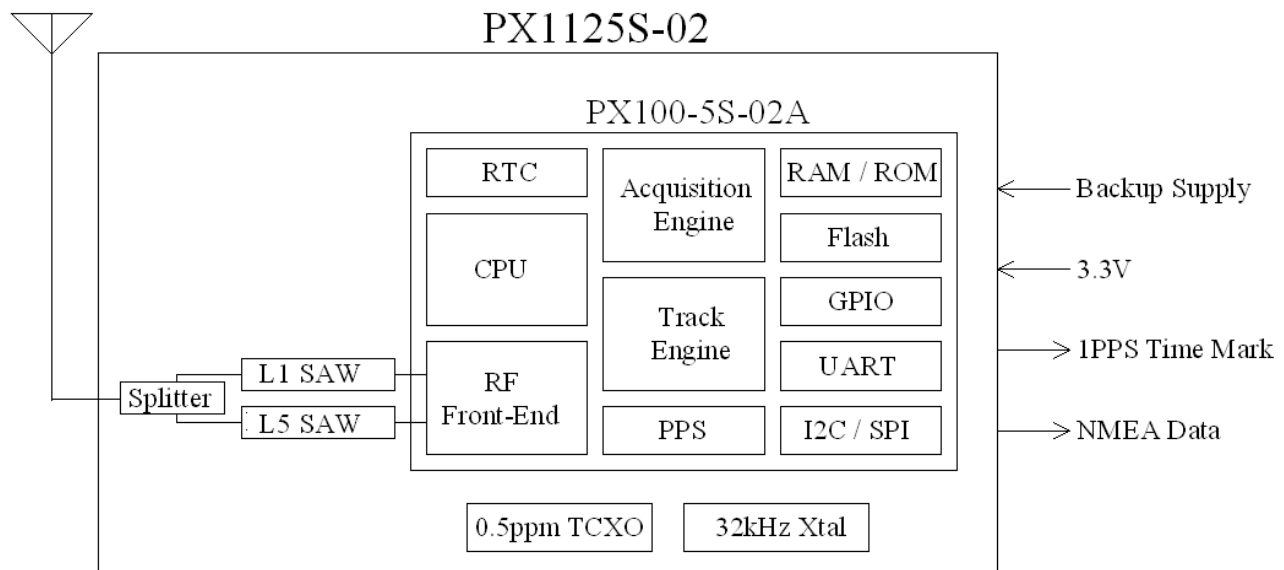 PX1125S-02
PX100-5S-02A
RTC
Acquisition
Engine
RAM / ROM
Backup Supply
CPU
Flash
3.3V
Track
Engine
GPIO
1PPS Time Mark
L1 SAW
RF
Front-End
UART
Splitter
L5 SAW
PPS
I2C / SPI
NMEA Data
0.5ppm TCXO
32kHz Xtal